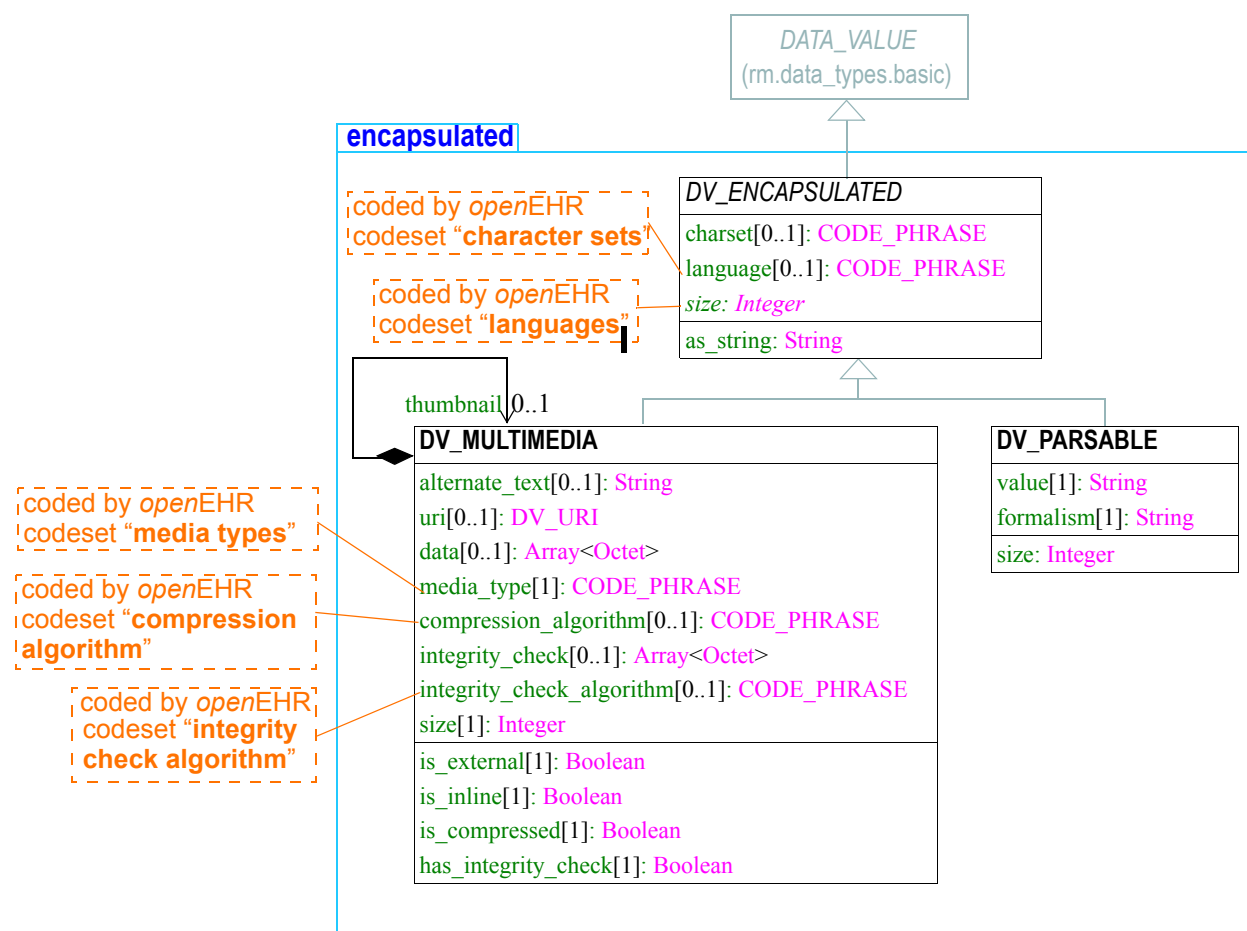 DATA_VALUE
(rm.data_types.basic)
encapsulated
coded by openEHR
codeset “character sets”
DV_ENCAPSULATED
charset[0..1]: CODE_PHRASE
language[0..1]: CODE_PHRASE
size: Integer
as_string: String
coded by openEHR
codeset “languages”
thumbnail 0..1
DV_MULTIMEDIA
alternate_text[0..1]: String
uri[0..1]: DV_URI
data[0..1]: Array<Octet>
media_type[1]: CODE_PHRASE
compression_algorithm[0..1]: CODE_PHRASE
integrity_check[0..1]: Array<Octet>
integrity_check_algorithm[0..1]: CODE_PHRASE
size[1]: Integer
is_external[1]: Boolean
is_inline[1]: Boolean
is_compressed[1]: Boolean
has_integrity_check[1]: Boolean
DV_PARSABLE
value[1]: String
formalism[1]: String
size: Integer
coded by openEHR
codeset “media types”
coded by openEHR
codeset “compression
algorithm”
coded by openEHR
codeset “integrity
check algorithm”